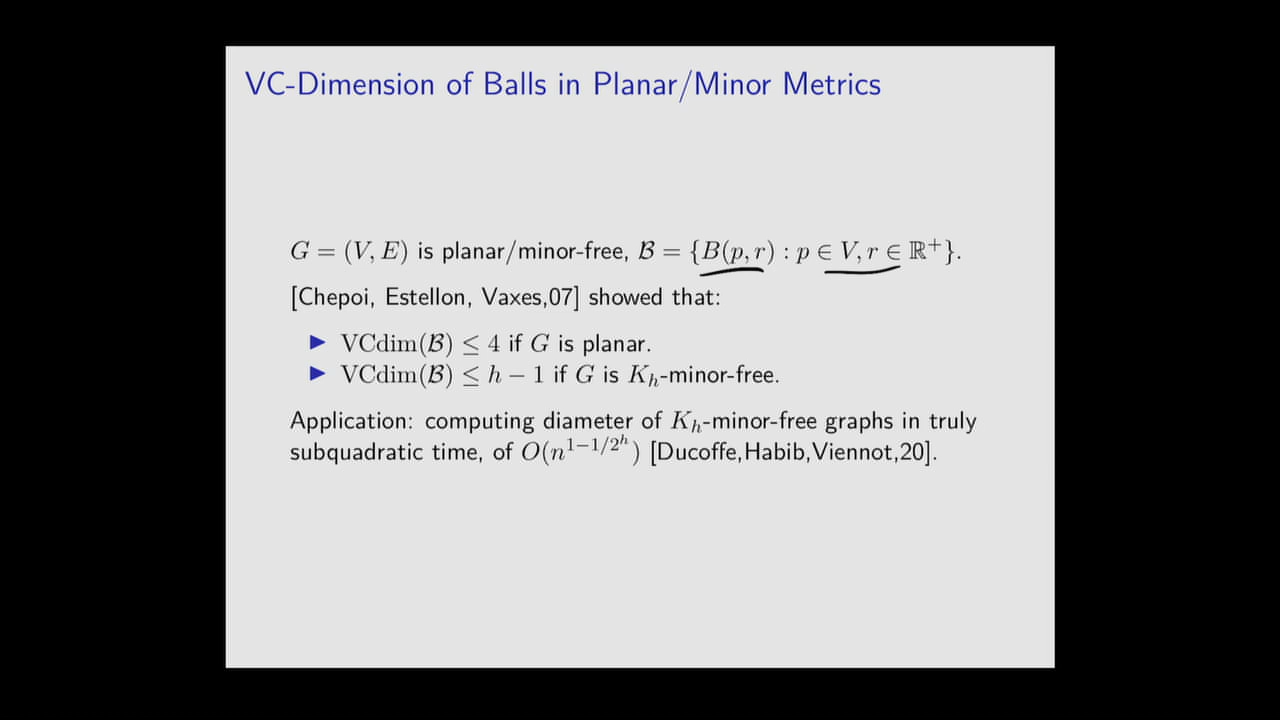 VC-Dimension of Balls in Planar/Minor Metrics
G = (V, E) is planar/minor-free, ℬ = {B(p, r) : p ∈ V, r ∈ ℝ⁺}.
[Chepoi, Estellon, Vaxes,07] showed that:
▶ VCdim(ℬ) ≤ 4 if G is planar.
▶ VCdim(ℬ) ≤ h − 1 if G is K_h-minor-free.
Application: computing diameter of K_h-minor-free graphs in truly
subquadratic time, of O(n^{1−1/2^h}) [Ducoffe,Habib,Viennot,20].